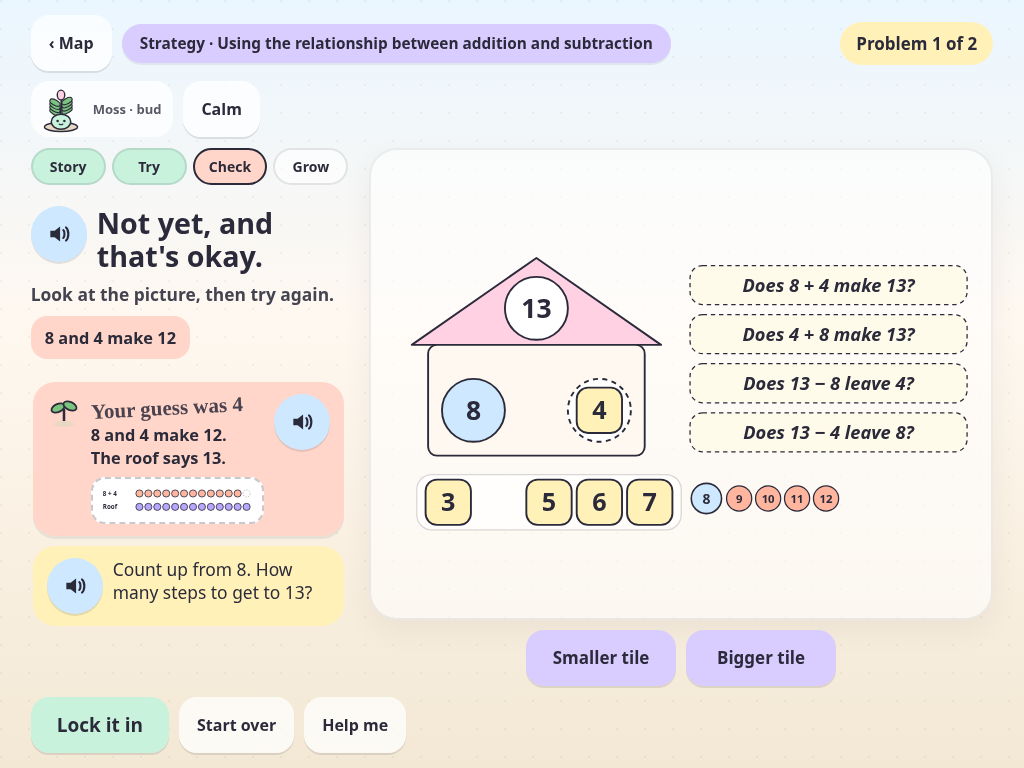 ‹ Map
Strategy · Using the relationship between addition and subtraction
Problem 1 of 2
Moss · bud
Calm
Story
Try
Check
Grow
Not yet, and
that's okay.
Look at the picture, then try again.
8 and 4 make 12
Your guess was 4
8 and 4 make 12.
The roof says 13.
8 + 4
Roof
Count up from 8. How
many steps to get to 13?
13
8
4
3
5
6
7
8
9
10
11
12
Does 8 + 4 make 13?
Does 4 + 8 make 13?
Does 13 − 8 leave 4?
Does 13 − 4 leave 8?
Smaller tile
Bigger tile
Lock it in
Start over
Help me